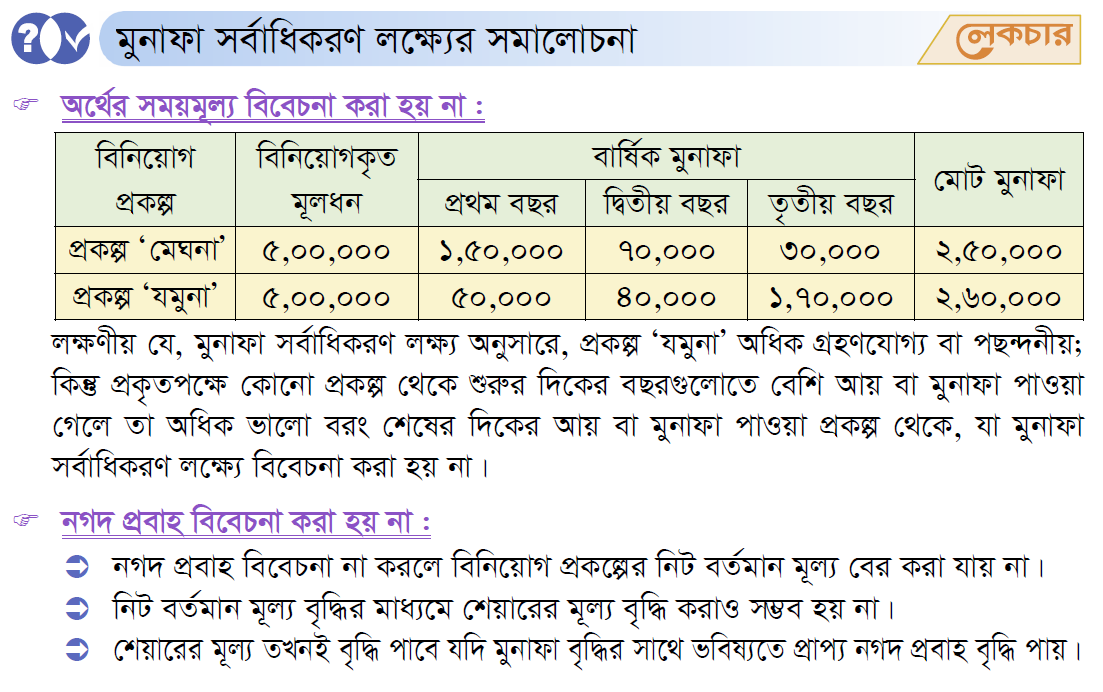 মুনাফা সর্বাধিকরণ লক্ষ্যের সমালোচনা
লেকচার
অর্থের সময়মূল্য বিবেচনা করা হয় না :
বিনিয়োগ প্রকল্প বিনিয়োগকৃত মূলধন বার্ষিক মুনাফা মোট মুনাফা
প্রথম বছর দ্বিতীয় বছর তৃতীয় বছর
প্রকল্প ‘মেঘনা’ ৫,০০,০০০ ১,৫০,০০০ ৭০,০০০ ৩০,০০০ ২,৫০,০০০
প্রকল্প ‘যমুনা’ ৫,০০,০০০ ৫০,০০০ ৪০,০০০ ১,৭০,০০০ ২,৬০,০০০
লক্ষণীয় যে, মুনাফা সর্বাধিকরণ লক্ষ্য অনুসারে, প্রকল্প ‘যমুনা’ অধিক গ্রহণযোগ্য বা পছন্দনীয়;
কিন্তু প্রকৃতপক্ষে কোনো প্রকল্প থেকে শুরুর দিকের বছরগুলোতে বেশি আয় বা মুনাফা পাওয়া
গেলে তা অধিক ভালো বরং শেষের দিকের আয় বা মুনাফা পাওয়া প্রকল্প থেকে, যা মুনাফা
সর্বাধিকরণ লক্ষ্যে বিবেচনা করা হয় না।
নগদ প্রবাহ বিবেচনা করা হয় না :
নগদ প্রবাহ বিবেচনা না করলে বিনিয়োগ প্রকল্পের নিট বর্তমান মূল্য বের করা যায় না।
নিট বর্তমান মূল্য বৃদ্ধির মাধ্যমে শেয়ারের মূল্য বৃদ্ধি করাও সম্ভব হয় না।
শেয়ারের মূল্য তখনই বৃদ্ধি পাবে যদি মুনাফা বৃদ্ধির সাথে ভবিষ্যতে প্রাপ্য নগদ প্রবাহ বৃদ্ধি পায়।